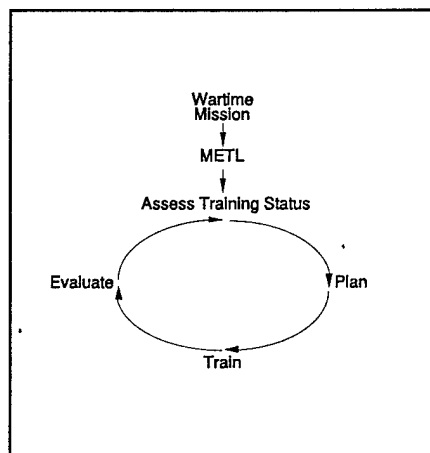 Wartime
Mission
METL
Assess Training Status
Evaluate
Plan
Train